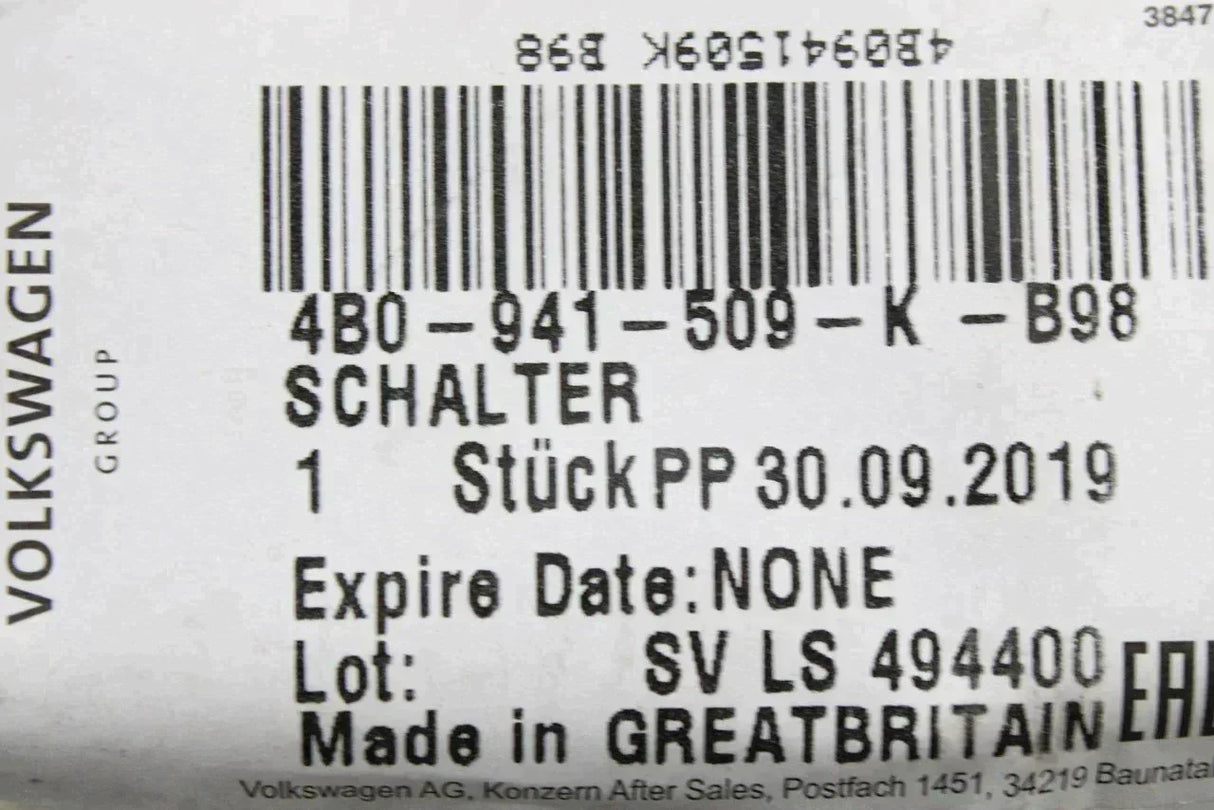 3847
4B0941509K B98
4B0-941-509-K -B98
SCHALTER
1 Stück PP 30.09.2019
Expire Date:NONE
Lot: SV LS 494400
Made in GREATBRITAIN
EAC
Volkswagen AG, Konzern After Sales, Postfach 1451, 34219 Baunatal
VOLKSWAGEN
GROUP